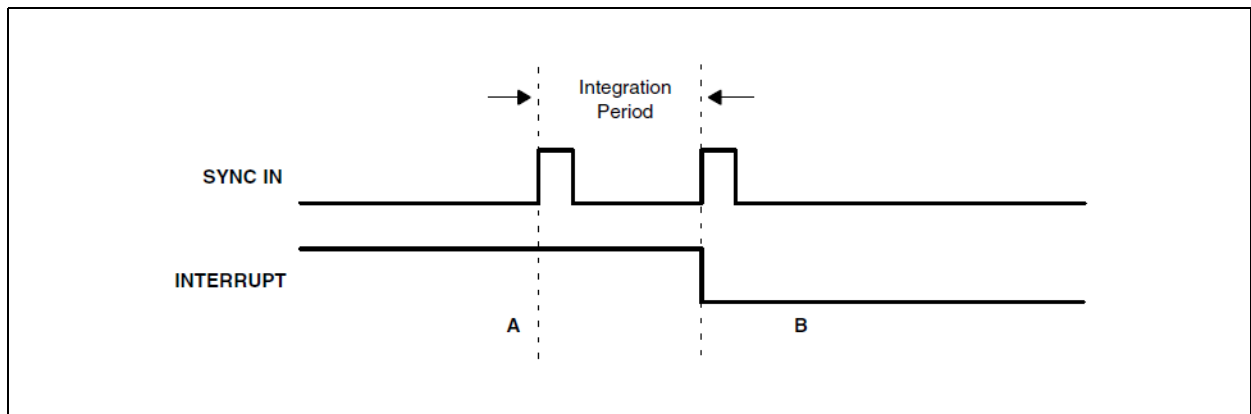 Integration
Period
SYNC IN
INTERRUPT
A
B